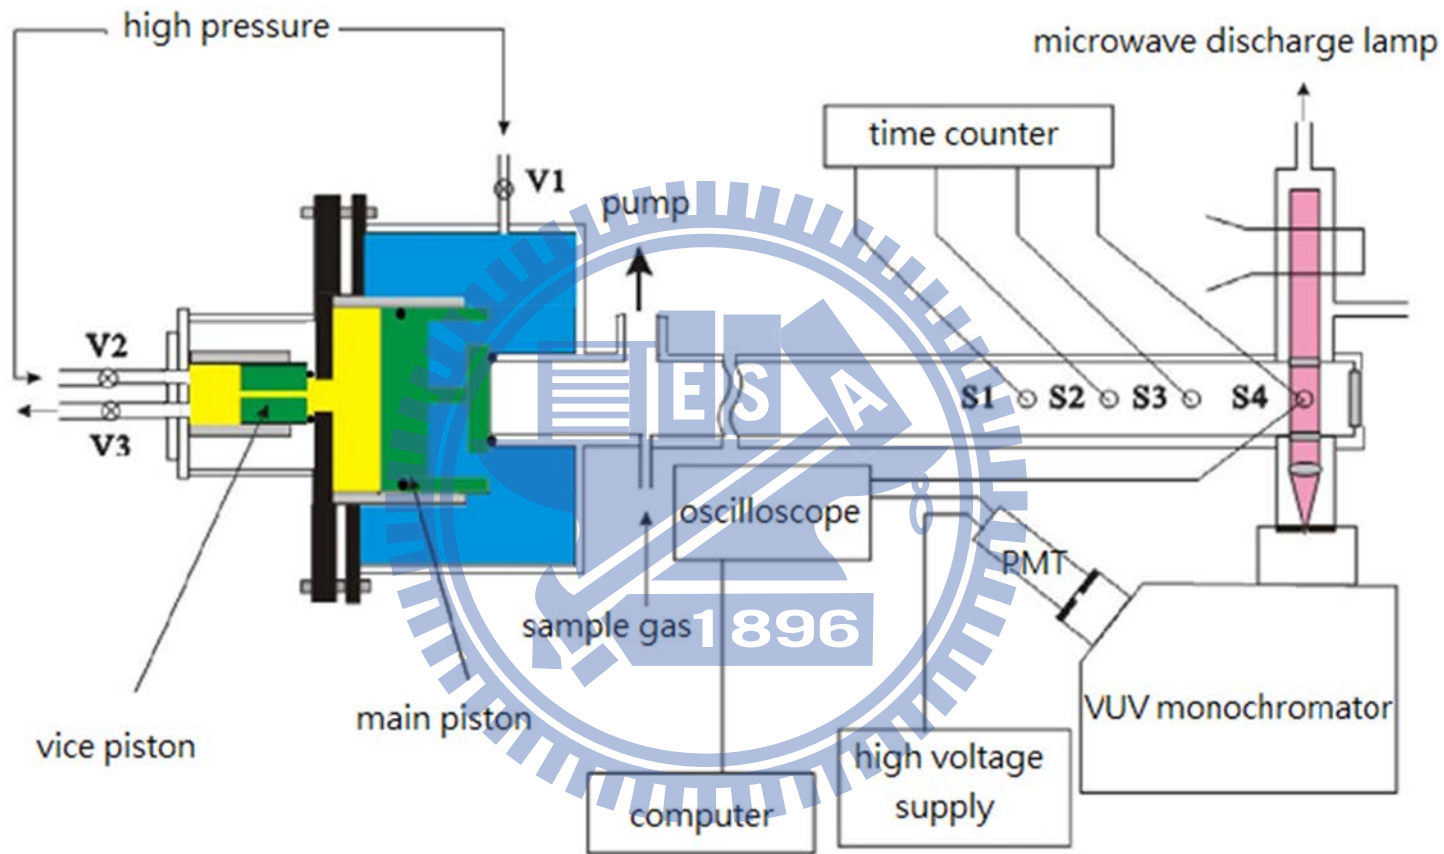 high pressure
microwave discharge lamp
time counter
V1
pump
V2
V3
S1
S2
S3
S4
ESA
oscilloscope
PMT
sample gas
1896
main piston
vice piston
VUV monochromator
high voltage
supply
computer